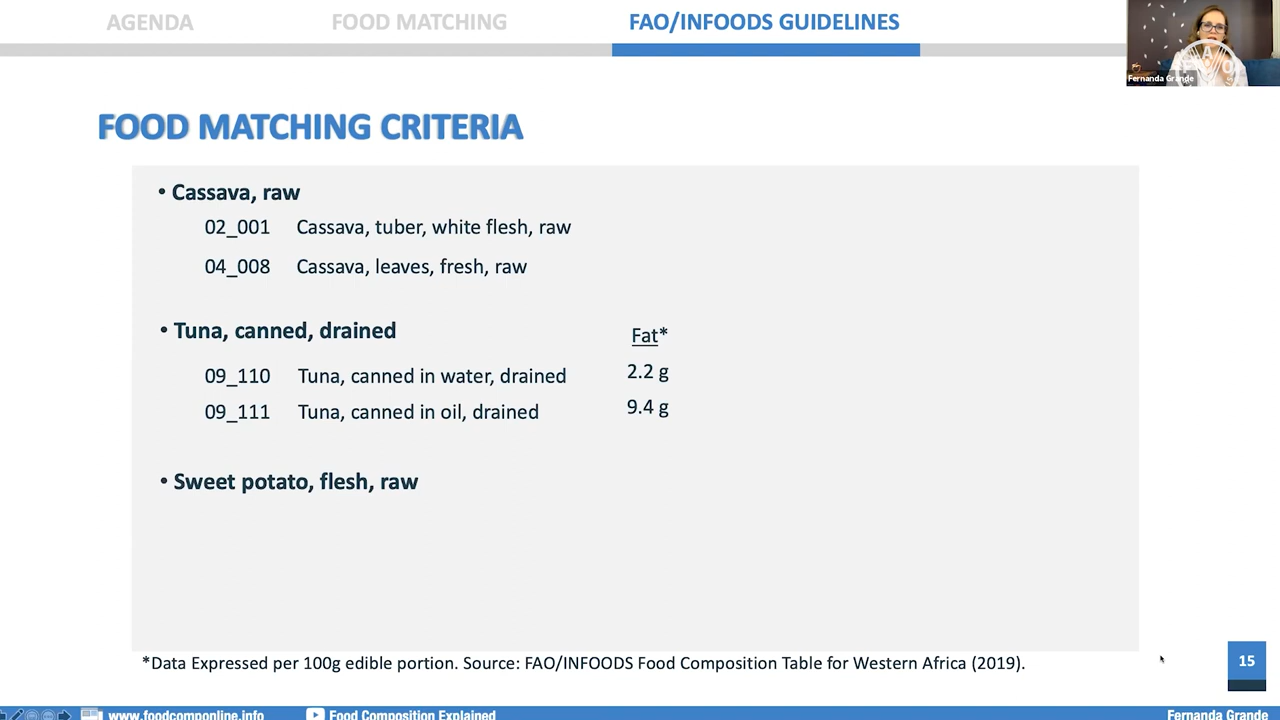 AGENDA
FOOD MATCHING
FAO/INFOODS GUIDELINES
Fernanda Grande
FOOD MATCHING CRITERIA
• Cassava, raw
02_001 Cassava, tuber, white flesh, raw
04_008 Cassava, leaves, fresh, raw
• Tuna, canned, drained
Fat*
09_110 Tuna, canned in water, drained 2.2 g
09_111 Tuna, canned in oil, drained 9.4 g
• Sweet potato, flesh, raw
*Data Expressed per 100g edible portion. Source: FAO/INFOODS Food Composition Table for Western Africa (2019).
15
www.foodcomponline.info
Food Composition Explained
Fernanda Grande